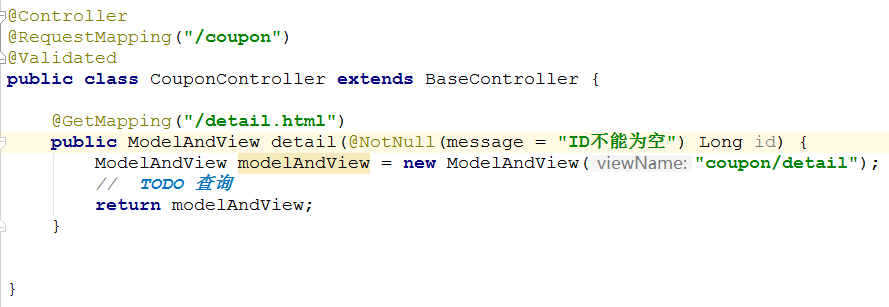 @Controller
@RequestMapping("/coupon")
@Validated
public class CouponController extends BaseController {
@GetMapping("/detail.html")
public ModelAndView detail(@NotNull(message = "ID不能为空") Long id) {
ModelAndView modelAndView = new ModelAndView( viewName: "coupon/detail");
// TODO 查询
return modelAndView;
}
}